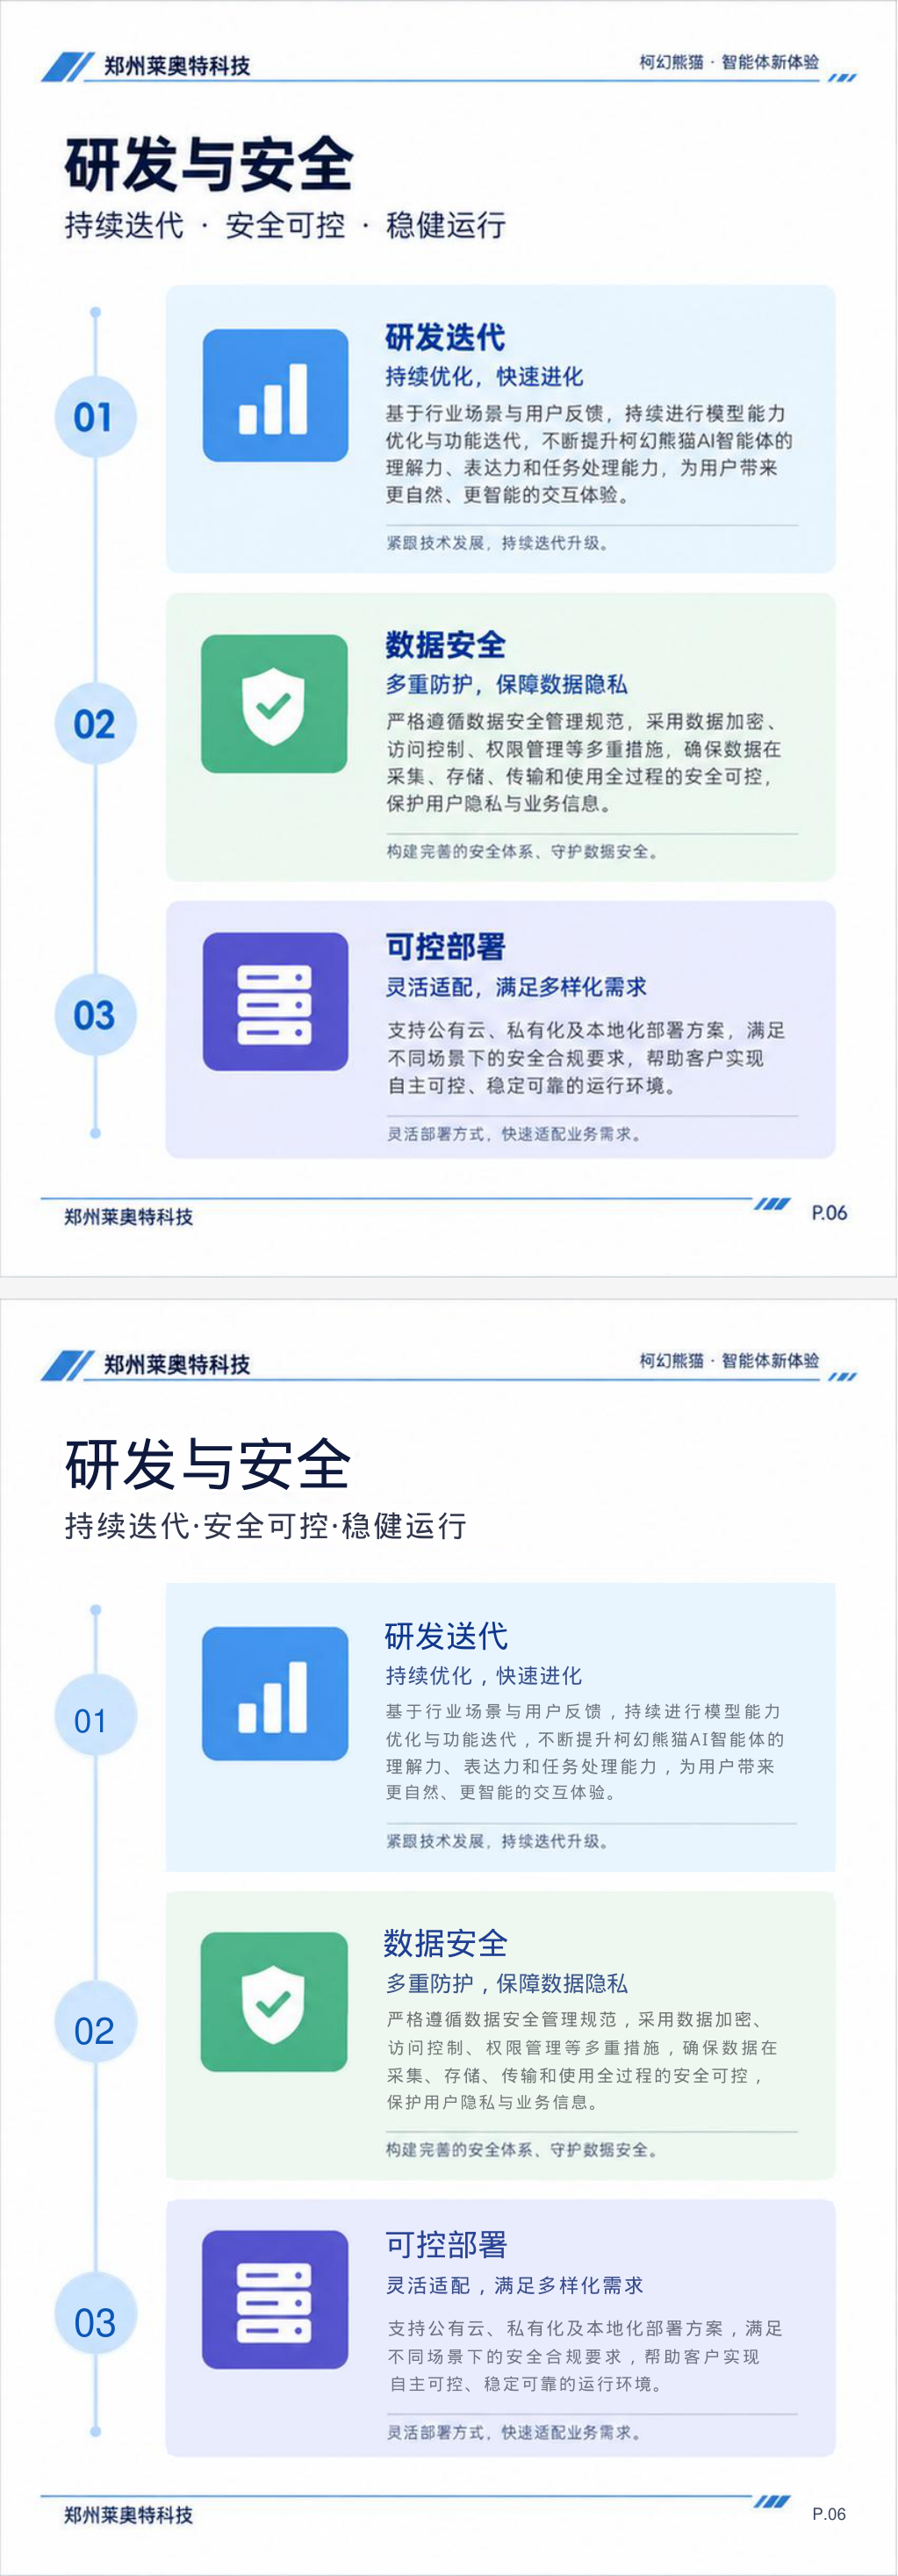 郑州莱奥特科技
柯幻熊猫 · 智能体新体验
研发与安全
持续迭代 · 安全可控 · 稳健运行
01
研发迭代
持续优化，快速进化
基于行业场景与用户反馈，持续进行模型能力
优化与功能迭代，不断提升柯幻熊猫AI智能体的
理解力、表达力和任务处理能力，为用户带来
更自然、更智能的交互体验。
紧跟技术发展，持续迭代升级。
02
数据安全
多重防护，保障数据隐私
严格遵循数据安全管理规范，采用数据加密、
访问控制、权限管理等多重措施，确保数据在
采集、存储、传输和使用全过程的安全可控，
保护用户隐私与业务信息。
构建完善的安全体系、守护数据安全。
03
可控部署
灵活适配，满足多样化需求
支持公有云、私有化及本地化部署方案，满足
不同场景下的安全合规要求，帮助客户实现
自主可控、稳定可靠的运行环境。
灵活部署方式，快速适配业务需求。
郑州莱奥特科技
P.06
郑州莱奥特科技
柯幻熊猫 · 智能体新体验
研发与安全
持续迭代·安全可控·稳健运行
01
研发送代
持续优化，快速进化
基于行业场景与用户反馈，持续进行模型能力
优化与功能迭代，不断提升柯幻熊猫AI智能体的
理解力、表达力和任务处理能力，为用户带来
更自然、更智能的交互体验。
紧跟技术发展，持续迭代升级。
02
数据安全
多重防护，保障数据隐私
严格遵循数据安全管理规范，采用数据加密、
访问控制、权限管理等多重措施，确保数据在
采集、存储、传输和使用全过程的安全可控，
保护用户隐私与业务信息。
构建完善的安全体系、守护数据安全。
03
可控部署
灵活适配，满足多样化需求
支持公有云、私有化及本地化部署方案，满足
不同场景下的安全合规要求，帮助客户实现
自主可控、稳定可靠的运行环境。
灵活部署方式，快速适配业务需求。
郑州莱奥特科技
P.06